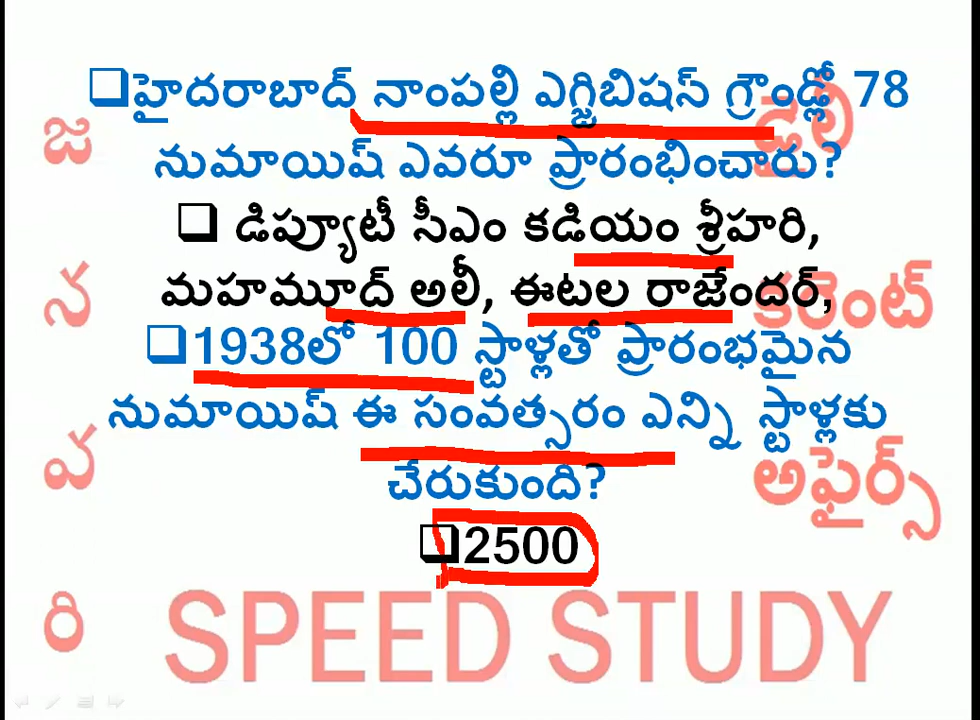 ❑హైదరాబాద్ నాంపల్లి ఎగ్జిబిషస్ గ్రౌండ్లో 78
నుమాయిష్ ఎవరూ ప్రారంభించారు?
❑ డిప్యూటీ సీఎం కడియం శ్రీహరి,
మహమూద్ అలీ, ఈటల రాజేందర్,
❑1938లో 100 స్టాళ్లతో ప్రారంభమైన
నుమాయిష్ ఈ సంవత్సరం ఎన్ని స్టాళ్లకు
చేరుకుంది?
❑2500
జ
న
వ
రి
డైలీ
కరెంట్
అఫైర్స్
SPEED STUDY